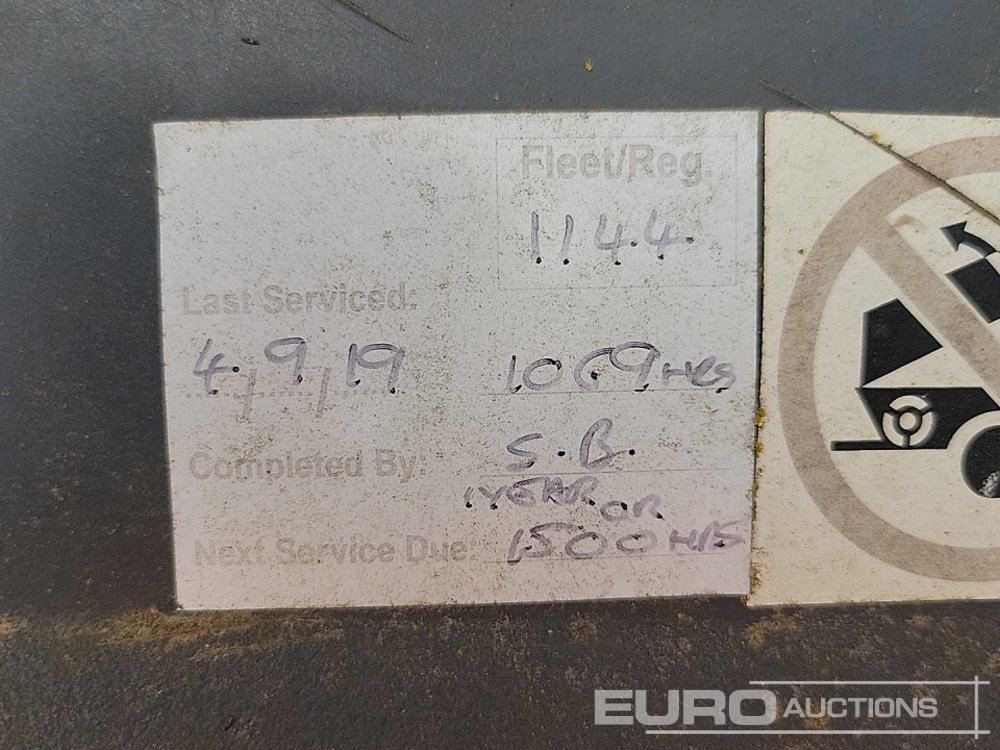 Fleet/Reg.
1144
Last Serviced:
4.9.19 1069HRS
Completed By: S.B.
1 YEAR OR
Next Service Due: 1500HRS
EURO AUCTIONS